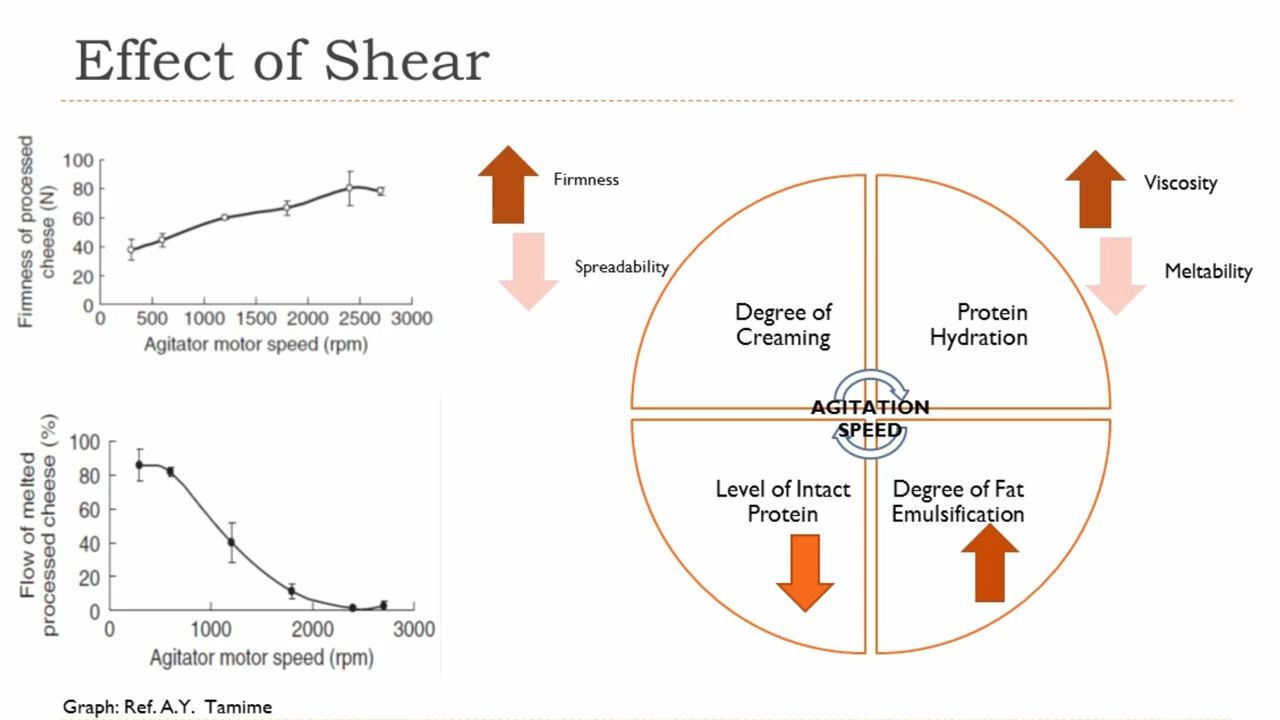 Effect of Shear
Firmness of processed
cheese (N)
100
80
60
40
20
0
0 500 1000 1500 2000 2500 3000
Agitator motor speed (rpm)
Firmness
Spreadability
Viscosity
Meltability
Degree of
Creaming
Protein
Hydration
AGITATION
SPEED
Level of Intact
Protein
Degree of Fat
Emulsification
Flow of melted
processed cheese (%)
100
80
60
40
20
0
0 1000 2000 3000
Agitator motor speed (rpm)
Graph: Ref. A.Y. Tamime